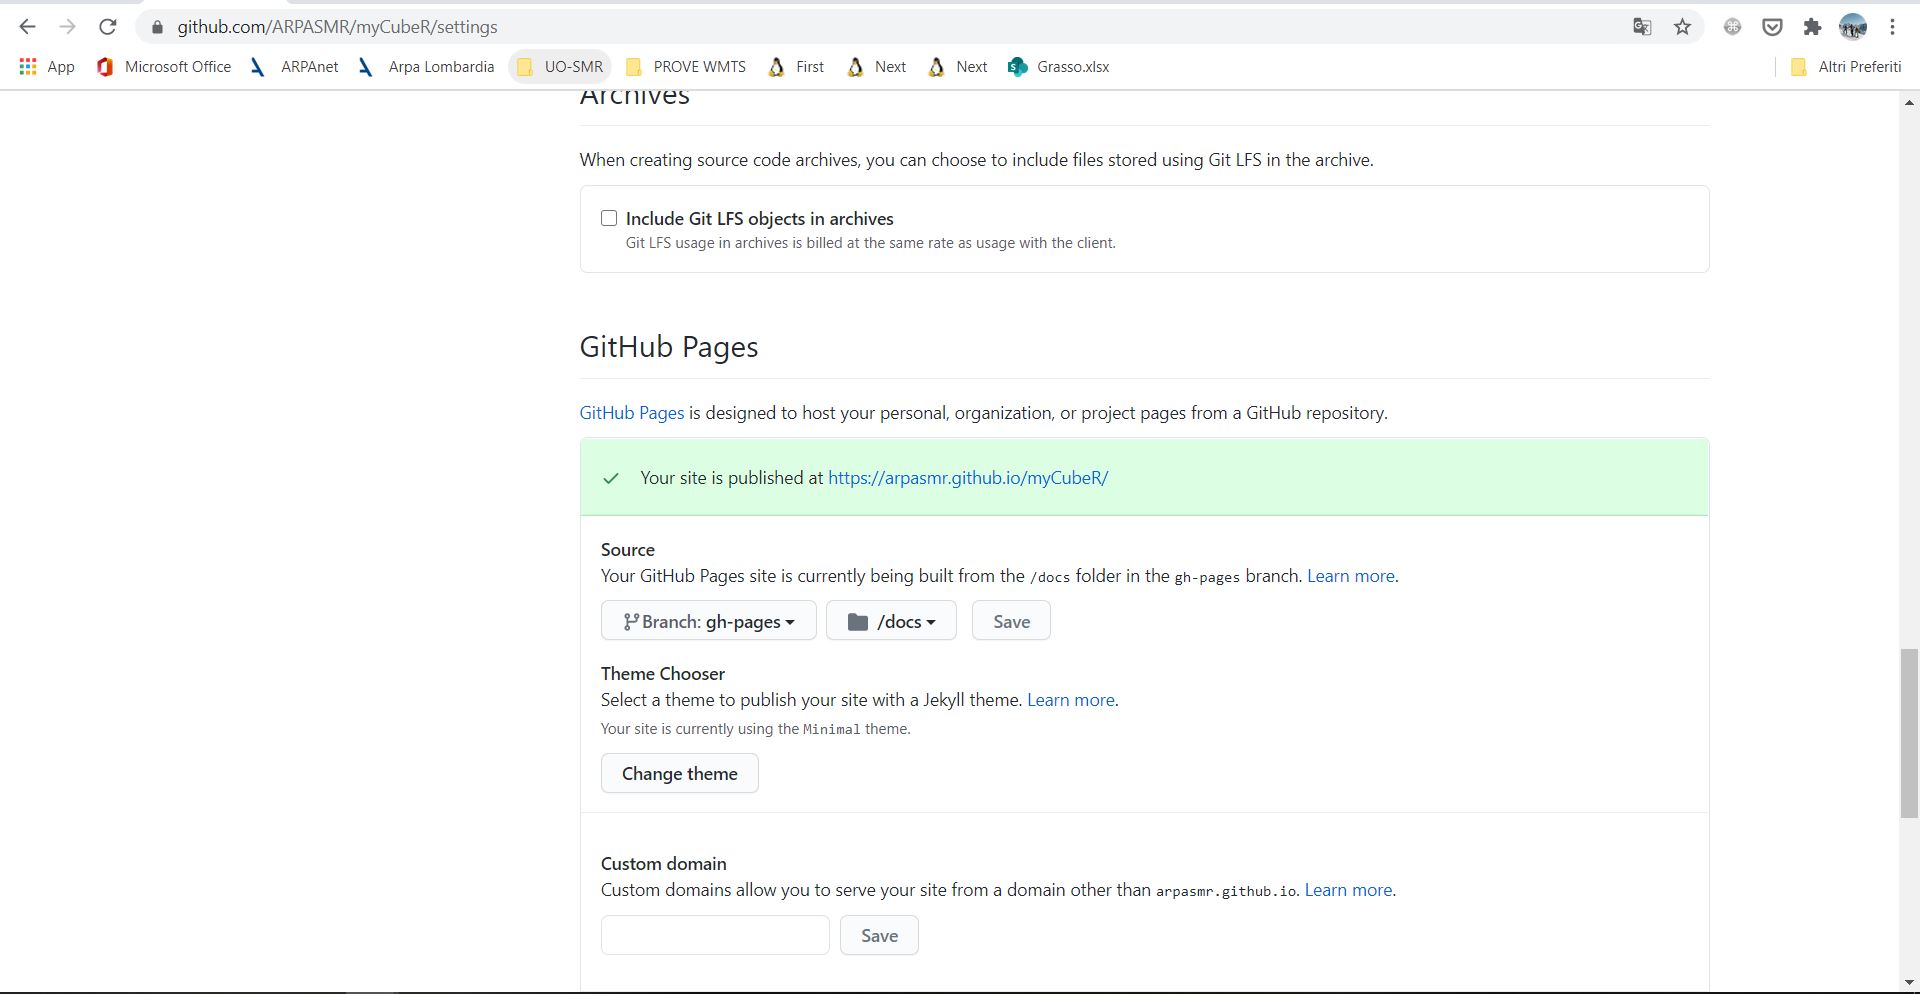 github.com/ARPASMR/myCubeR/settings
App Microsoft Office ARPAnet Arpa Lombardia UO-SMR PROVE WMTS First Next Next Grasso.xlsx Altri Preferiti
Archives
When creating source code archives, you can choose to include files stored using Git LFS in the archive.
Include Git LFS objects in archives
Git LFS usage in archives is billed at the same rate as usage with the client.
GitHub Pages
GitHub Pages is designed to host your personal, organization, or project pages from a GitHub repository.
Your site is published at https://arpasmr.github.io/myCubeR/
Source
Your GitHub Pages site is currently being built from the /docs folder in the gh-pages branch. Learn more.
Branch: gh-pages /docs Save
Theme Chooser
Select a theme to publish your site with a Jekyll theme. Learn more.
Your site is currently using the Minimal theme.
Change theme
Custom domain
Custom domains allow you to serve your site from a domain other than arpasmr.github.io. Learn more.
Save